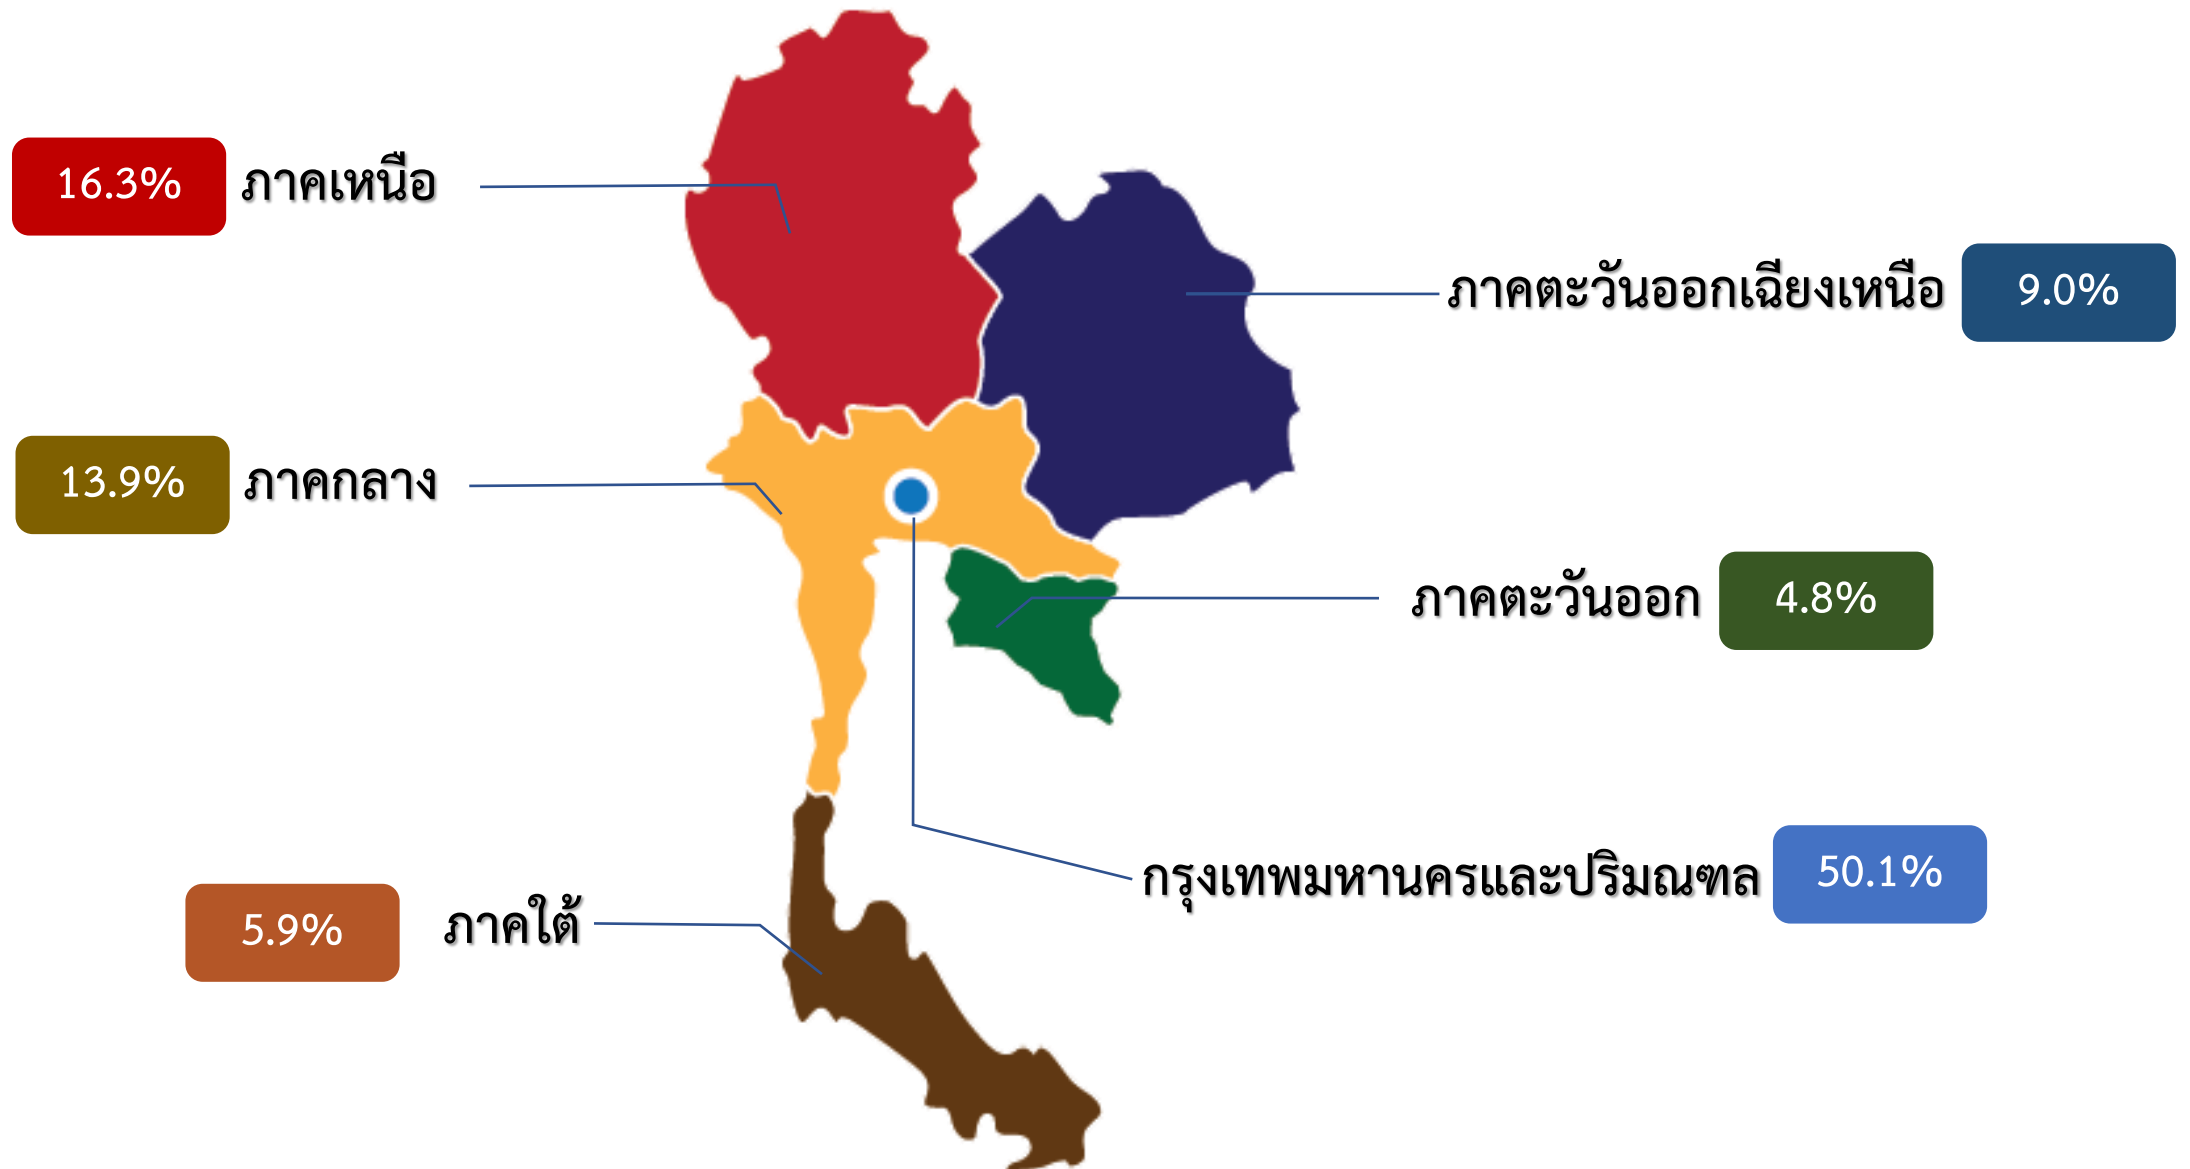 16.3% ภาคเหนือ
ภาคตะวันออกเฉียงเหนือ 9.0%
13.9% ภาคกลาง
ภาคตะวันออก 4.8%
กรุงเทพมหานครและปริมณฑล 50.1%
5.9% ภาคใต้